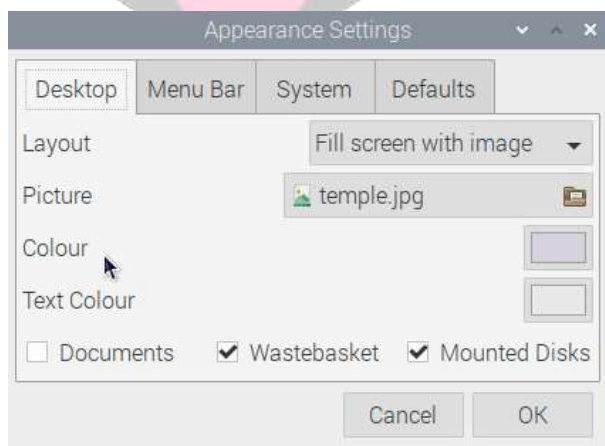 Appearance Settings
Desktop Menu Bar System Defaults
Layout Fill screen with image
Picture temple.jpg
Colour
Text Colour
Documents Wastebasket Mounted Disks
Cancel OK